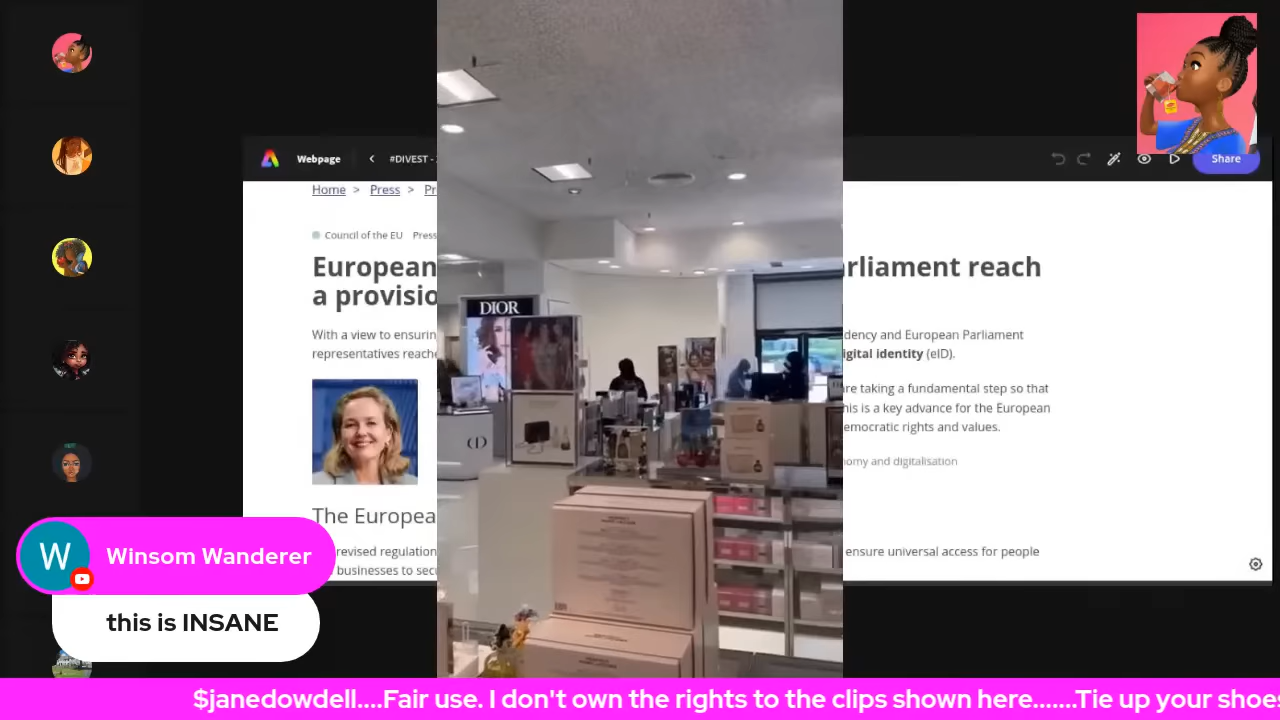 Webpage
#DIVEST -
Share
Home > Press > Pr
Council of the EU Press
European
rliament reach
a provisio
With a view to ensuring
dency and European Parliament
representatives reache
igital identity (eID).
re taking a fundamental step so that
his is a key advance for the European
emocratic rights and values.
omy and digitalisation
The Europea
revised regulation
ensure universal access for people
businesses to sec
DIOR
W
Winsom Wanderer
this is INSANE
$janedowdell....Fair use. I don't own the rights to the clips shown here.......Tie up your shoes